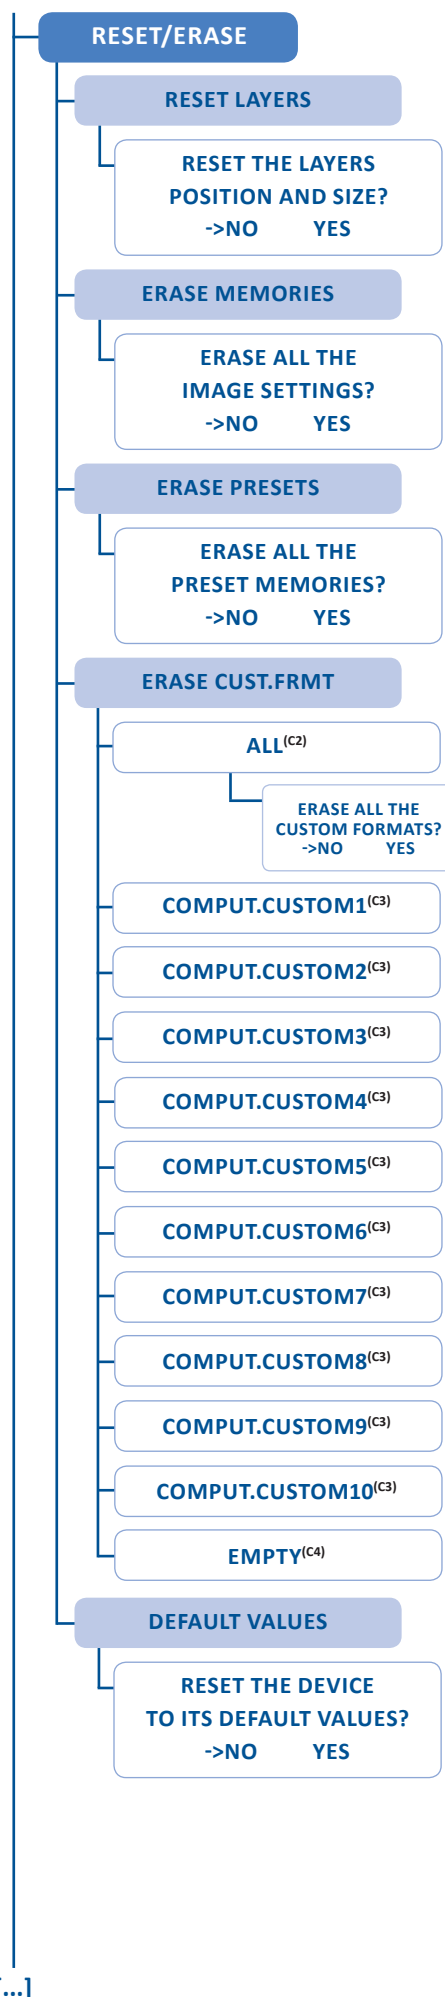 RESET/ERASE
RESET LAYERS
RESET THE LAYERS
POSITION AND SIZE?
->NO YES
ERASE MEMORIES
ERASE ALL THE
IMAGE SETTINGS?
->NO YES
ERASE PRESETS
ERASE ALL THE
PRESET MEMORIES?
->NO YES
ERASE CUST.FRMT
ALL(C2)
ERASE ALL THE
CUSTOM FORMATS?
->NO YES
COMPUT.CUSTOM1(C3)
COMPUT.CUSTOM2(C3)
COMPUT.CUSTOM3(C3)
COMPUT.CUSTOM4(C3)
COMPUT.CUSTOM5(C3)
COMPUT.CUSTOM6(C3)
COMPUT.CUSTOM7(C3)
COMPUT.CUSTOM8(C3)
COMPUT.CUSTOM9(C3)
COMPUT.CUSTOM10(C3)
EMPTY(C4)
DEFAULT VALUES
RESET THE DEVICE
TO ITS DEFAULT VALUES?
->NO YES
[...]